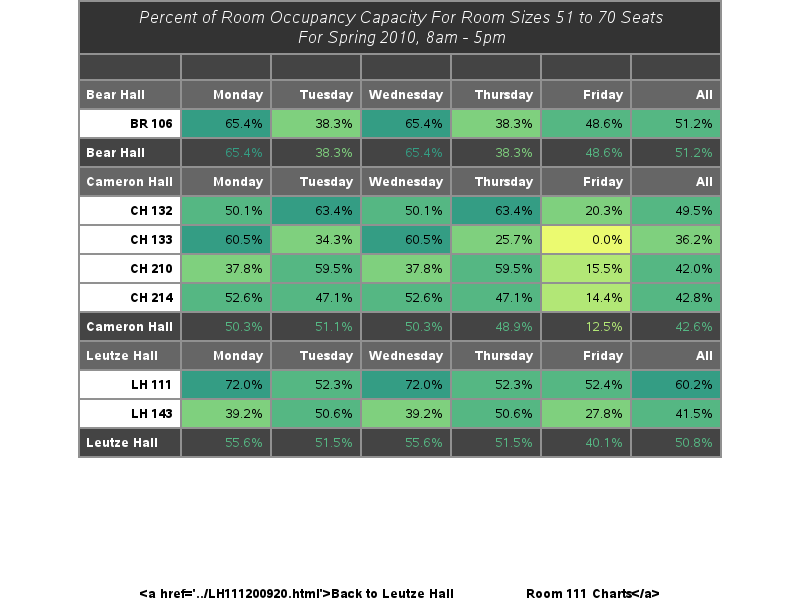 Percent of Room Occupancy Capacity For Room Sizes 51 to 70 Seats
For Spring 2010, 8am - 5pm
Bear Hall Monday Tuesday Wednesday Thursday Friday All
BR 106 65.4% 38.3% 65.4% 38.3% 48.6% 51.2%
Bear Hall 65.4% 38.3% 65.4% 38.3% 48.6% 51.2%
Cameron Hall Monday Tuesday Wednesday Thursday Friday All
CH 132 50.1% 63.4% 50.1% 63.4% 20.3% 49.5%
CH 133 60.5% 34.3% 60.5% 25.7% 0.0% 36.2%
CH 210 37.8% 59.5% 37.8% 59.5% 15.5% 42.0%
CH 214 52.6% 47.1% 52.6% 47.1% 14.4% 42.8%
Cameron Hall 50.3% 51.1% 50.3% 48.9% 12.5% 42.6%
Leutze Hall Monday Tuesday Wednesday Thursday Friday All
LH 111 72.0% 52.3% 72.0% 52.3% 52.4% 60.2%
LH 143 39.2% 50.6% 39.2% 50.6% 27.8% 41.5%
Leutze Hall 55.6% 51.5% 55.6% 51.5% 40.1% 50.8%
<a href='../LH111200920.html'>Back to Leutze Hall Room 111 Charts</a>